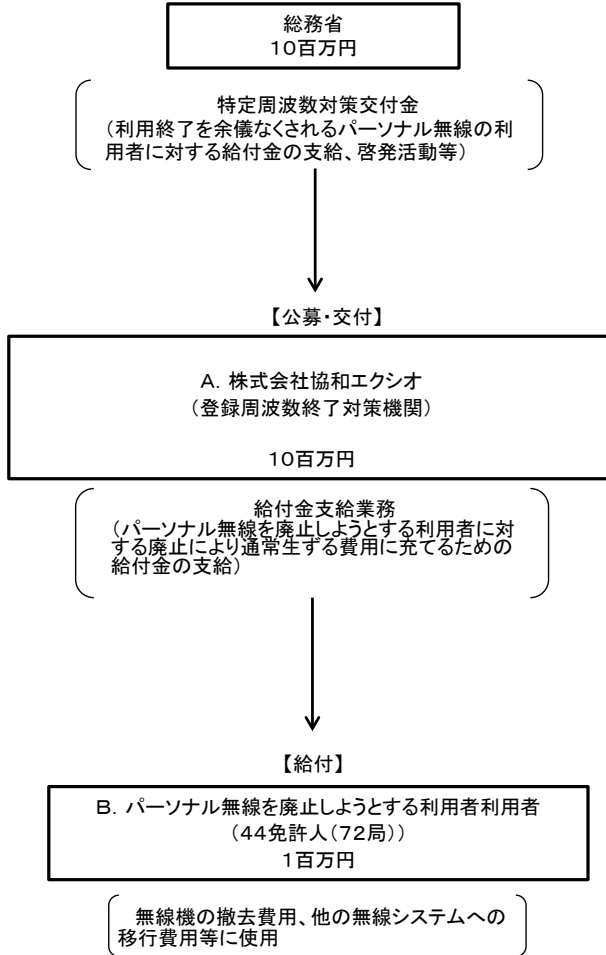 総務省
10百万円
特定周波数対策交付金
(利用終了を余儀なくされるパーソナル無線の利
用者に対する給付金の支給、啓発活動等)
【公募・交付】
A. 株式会社協和エクシオ
(登録周波数終了対策機関)
10百万円
給付金支給業務
(パーソナル無線を廃止しようとする利用者に対
する廃止により通常生ずる費用に充てるための
給付金の支給)
【給付】
B. パーソナル無線を廃止しようとする利用者利用者
(44免許人(72局))
1百万円
無線機の撤去費用、他の無線システムへの
移行費用等に使用